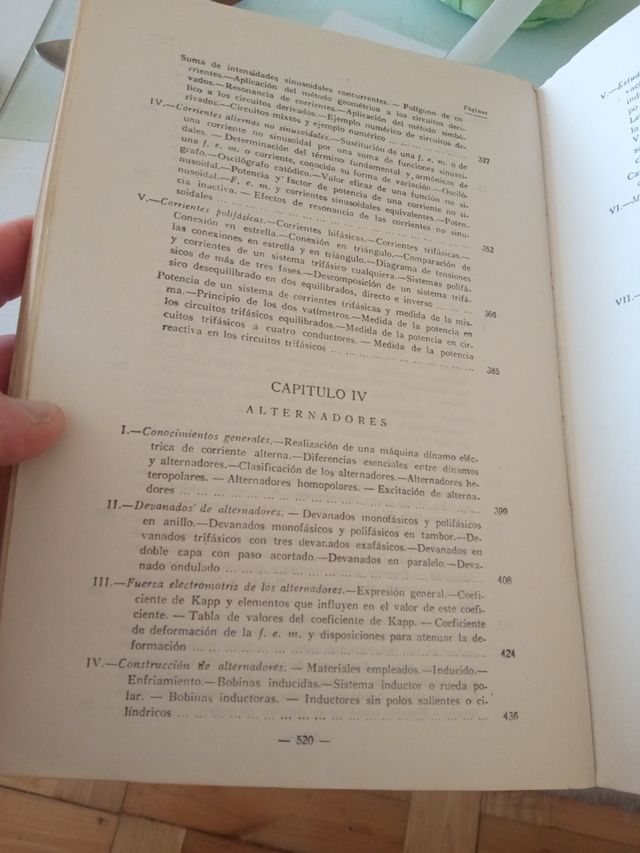 Páginas
Suma de intensidades sinusoidales concurrentes. — Polígono de co-
rrientes.—Aplicación del método geométrico a los circuitos deri-
vados.—Resonancia de corrientes.—Aplicación del método simbó-
lico a los circuitos derivados.—Ejemplo numérico de circuitos de-
rivados.—Circuitos mixtos y ejemplo numérico ... ... ... ... ... 337
IV.—Corrientes alternas no sinusoidales.—Sustitución de una f. e. m. o de
una corriente no sinusoidal por una suma de funciones sinusoi-
dales. — Determinación del término fundamental y armónicas de
una f. e. m. o corriente, conocida su forma de variación.—Osciló-
grafo.—Oscilógrafo catódico.—Valor eficaz de una función no si-
nusoidal.—Potencia y factor de potencia de una corriente no si-
nusoidal.—F. e. m. y corrientes sinusoidales equivalentes.—Poten-
cia inactiva. — Efectos de resonancia de las corrientes no sinu-
soidales ... ... ... ... ... ... ... ... ... ... ... ... 352
V.—Corrientes polifásicas.—Corrientes bifásicas.—Corrientes trifásicas.—
Conexión en estrella.—Conexión en triángulo.—Comparación de
las conexiones en estrella y en triángulo.—Diagrama de tensiones
y corrientes de un sistema trifásico cualquiera.—Sistemas polifá-
sicos de más de tres fases.—Descomposición de un sistema trifá-
sico desequilibrado en dos equilibrados, directo e inverso ... ... ... 366
Potencia de un sistema de corrientes trifásicas y medida de la mis-
ma.—Principio de los dos vatímetros.—Medida de la potencia en
los circuitos trifásicos equilibrados.—Medida de la potencia en cir-
cuitos trifásicos a cuatro conductores. — Medida de la potencia
reactiva en los circuitos trifásicos ... ... ... ... ... ... ... ... 385
CAPITULO IV
ALTERNADORES
I.—Conocimientos generales.—Realización de una máquina dínamo eléc-
trica de corriente alterna.—Diferencias esenciales entre dínamos
y alternadores.—Clasificación de los alternadores.—Alternadores he-
teropolares. — Alternadores homopolares. — Excitación de alterna-
dores ... ... ... ... ... ... ... ... ... ... ... ... ... ... 399
II.—Devanados de alternadores. — Devanados monofásicos y polifásicos
en anillo.—Devanados monofásicos y polifásicos en tambor.—De-
vanados trifásicos con tres devanados exafásicos.—Devanados en
doble capa con paso acortado.—Devanados en paralelo.—Deva-
nado ondulado ... ... ... ... ... ... ... ... ... ... ... ... 408
III.—Fuerza electromotriz de los alternadores.—Expresión general.—Coefi-
ciente de Kapp y elementos que influyen en el valor de este coefi-
ciente. — Tabla de valores del coeficiente de Kapp. — Coeficiente
de deformación de la f. e. m. y disposiciones para atenuar la de-
formación ... ... ... ... ... ... ... ... ... ... ... ... ... 424
IV.—Construcción de alternadores. — Materiales empleados.—Inducido.—
Enfriamiento.—Bobinas inducidas.—Sistema inductor o rueda po-
lar. — Bobinas inductoras. — Inductores sin polos salientes o ci-
líndricos ... ... ... ... ... ... ... ... ... ... ... ... ... 436
— 520 —
V.—Estud
VI.—M
VII.—